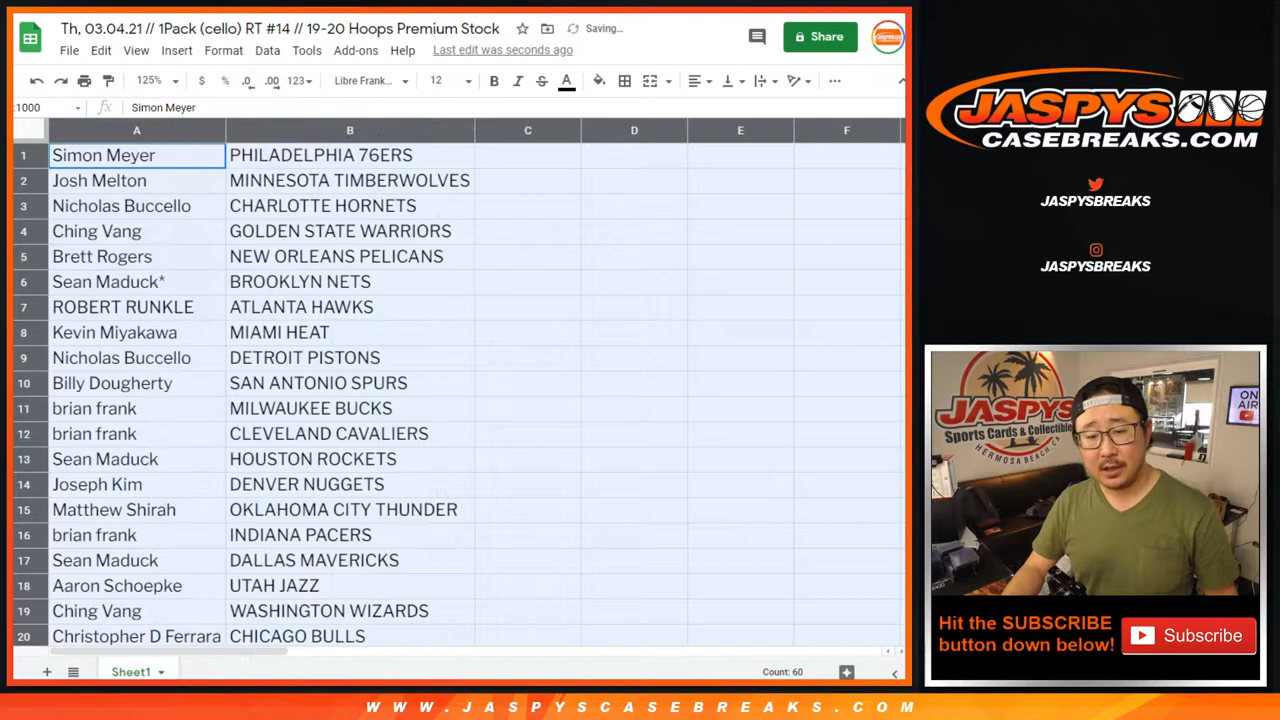 Th, 03.04.21 // 1Pack (cello) RT #14 // 19-20 Hoops Premium Stock
Saving...
File Edit View Insert Format Data Tools Add-ons Help Last edit was seconds ago
Share
125% $ % .0 .00 123 Libre Frank... 12 B I S A
:1000 fx Simon Meyer
A B C D E F
1 Simon Meyer PHILADELPHIA 76ERS
2 Josh Melton MINNESOTA TIMBERWOLVES
3 Nicholas Buccello CHARLOTTE HORNETS
4 Ching Vang GOLDEN STATE WARRIORS
5 Brett Rogers NEW ORLEANS PELICANS
6 Sean Maduck* BROOKLYN NETS
7 ROBERT RUNKLE ATLANTA HAWKS
8 Kevin Miyakawa MIAMI HEAT
9 Nicholas Buccello DETROIT PISTONS
10 Billy Dougherty SAN ANTONIO SPURS
11 brian frank MILWAUKEE BUCKS
12 brian frank CLEVELAND CAVALIERS
13 Sean Maduck HOUSTON ROCKETS
14 Joseph Kim DENVER NUGGETS
15 Matthew Shirah OKLAHOMA CITY THUNDER
16 brian frank INDIANA PACERS
17 Sean Maduck DALLAS MAVERICKS
18 Aaron Schoepke UTAH JAZZ
19 Ching Vang WASHINGTON WIZARDS
20 Christopher D Ferrara CHICAGO BULLS
Sheet1
Count: 60
JASPYS
CASEBREAKS.COM
JASPYSBREAKS
JASPYSBREAKS
JASPYS
Sports Cards & Collectible
HERMOSA BEACH, CA
ON
AIR
Hit the SUBSCRIBE
button down below!
Subscribe
WWW.JASPYSCASEBREAKS.COM